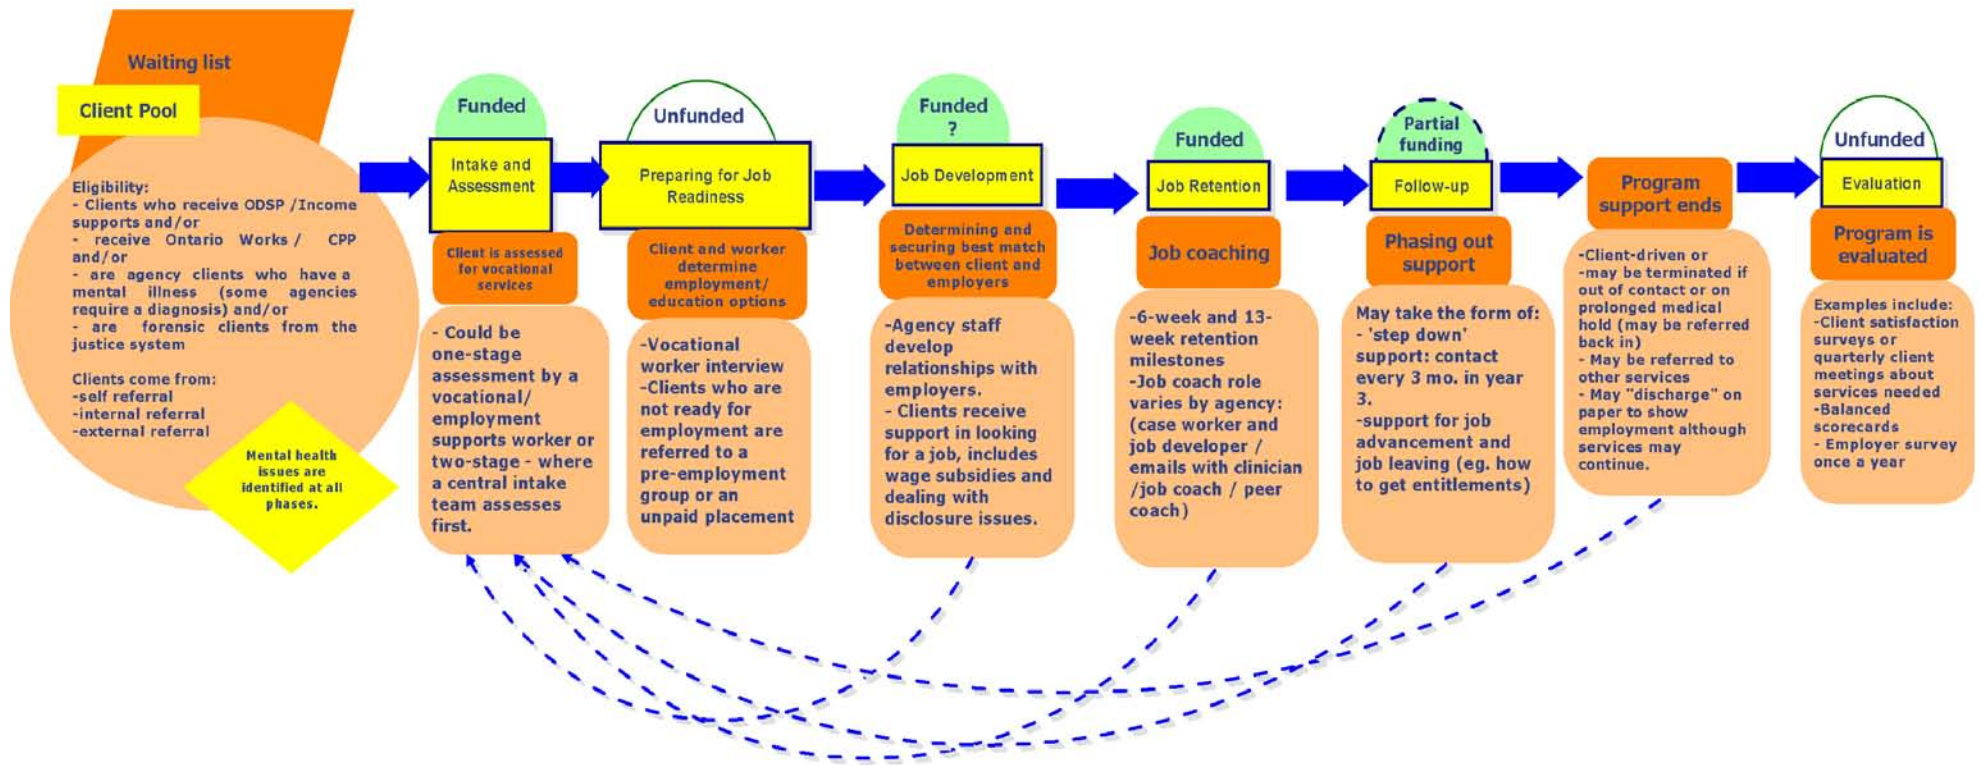 Waiting list
Client Pool
Eligibility:
- Clients who receive ODSP /Income
supports and/or
- receive Ontario Works / CPP
and/or
- are agency clients who have a
mental illness (some agencies
require a diagnosis) and/or
- are forensic clients from the
justice system
Clients come from:
-self referral
-internal referral
-external referral
Mental health
issues are
identified at all
phases.
Funded
Intake and
Assessment
Client is assessed
for vocational
services
- Could be
one-stage
assessment by a
vocational/
employment
supports worker or
two-stage - where
a central intake
team assesses
first.
Unfunded
Preparing for Job
Readiness
Client and worker
determine
employment/
education options
-Vocational
worker interview
-Clients who are
not ready for
employment are
referred to a
pre-employment
group or an
unpaid placement
Funded
?
Job Development
Determining and
securing best match
between client and
employers
-Agency staff
develop
relationships with
employers.
- Clients receive
support in looking
for a job, includes
wage subsidies and
dealing with
disclosure issues.
Funded
Job Retention
Job coaching
-6-week and 13-
week retention
milestones
-Job coach role
varies by agency:
(case worker and
job developer /
emails with clinician
/job coach / peer
coach)
Partial
funding
Follow-up
Phasing out
support
May take the form of:
- 'step down'
support: contact
every 3 mo. in year
3.
-support for job
advancement and
job leaving (eg. how
to get entitlements)
Program
support ends
-Client-driven or
-may be terminated if
out of contact or on
prolonged medical
hold (may be referred
back in)
- May be referred to
other services
- May "discharge" on
paper to show
employment although
services may
continue.
Unfunded
Evaluation
Program is
evaluated
Examples include:
-Client satisfaction
surveys or
quarterly client
meetings about
services needed
-Balanced
scorecards
- Employer survey
once a year